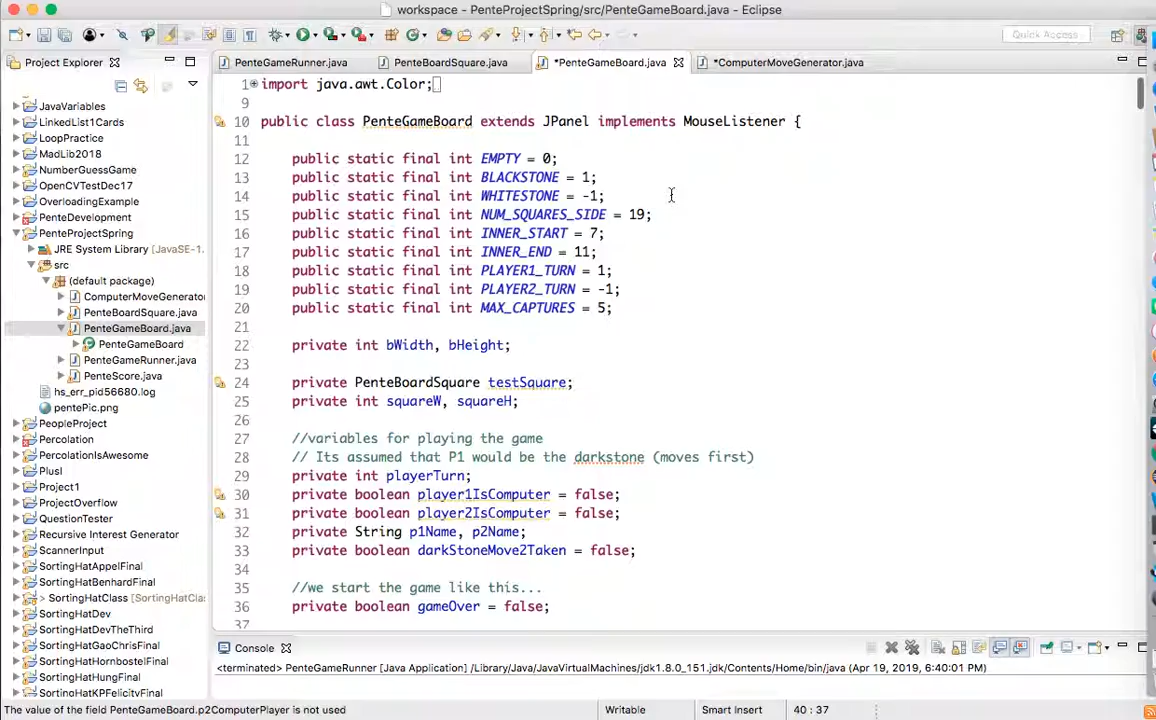 workspace - PenteProjectSpring/src/PenteGameBoard.java - Eclipse
Quick Access
Project Explorer
PenteGameRunner.java
PenteBoardSquare.java
*PenteGameBoard.java
*ComputerMoveGenerator.java
JavaVariables
LinkedList1Cards
LoopPractice
MadLib2018
NumberGuessGame
OpenCVTestDec17
OverloadingExample
PenteDevelopment
PenteProjectSpring
JRE System Library [JavaSE-1.
src
(default package)
ComputerMoveGenerato
PenteBoardSquare.java
PenteGameBoard.java
PenteGameBoard
PenteGameRunner.java
PenteScore.java
hs_err_pid56680.log
pentePic.png
PeopleProject
Percolation
PercolationIsAwesome
PlusI
Project1
ProjectOverflow
QuestionTester
Recursive Interest Generator
ScannerInput
SortingHatAppelFinal
SortingHatBenhardFinal
> SortingHatClass [SortingHatCla
SortingHatDev
SortingHatDevTheThird
SortingHatGaoChrisFinal
SortingHatHornbostelFinal
SortingHatHungFinal
SortingHatKPFelicityFinal
1 import java.awt.Color;
9
10 public class PenteGameBoard extends JPanel implements MouseListener {
11
12 public static final int EMPTY = 0;
13 public static final int BLACKSTONE = 1;
14 public static final int WHITESTONE = -1;
15 public static final int NUM_SQUARES_SIDE = 19;
16 public static final int INNER_START = 7;
17 public static final int INNER_END = 11;
18 public static final int PLAYER1_TURN = 1;
19 public static final int PLAYER2_TURN = -1;
20 public static final int MAX_CAPTURES = 5;
21
22 private int bWidth, bHeight;
23
24 private PenteBoardSquare testSquare;
25 private int squareW, squareH;
26
27 //variables for playing the game
28 // Its assumed that P1 would be the darkstone (moves first)
29 private int playerTurn;
30 private boolean player1IsComputer = false;
31 private boolean player2IsComputer = false;
32 private String p1Name, p2Name;
33 private boolean darkStoneMove2Taken = false;
34
35 //we start the game like this...
36 private boolean gameOver = false;
37
Console
<terminated> PenteGameRunner [Java Application] /Library/Java/JavaVirtualMachines/jdk1.8.0_151.jdk/Contents/Home/bin/java (Apr 19, 2019, 6:40:01 PM)
The value of the field PenteGameBoard.p2ComputerPlayer is not used
Writable
Smart Insert
40 : 37